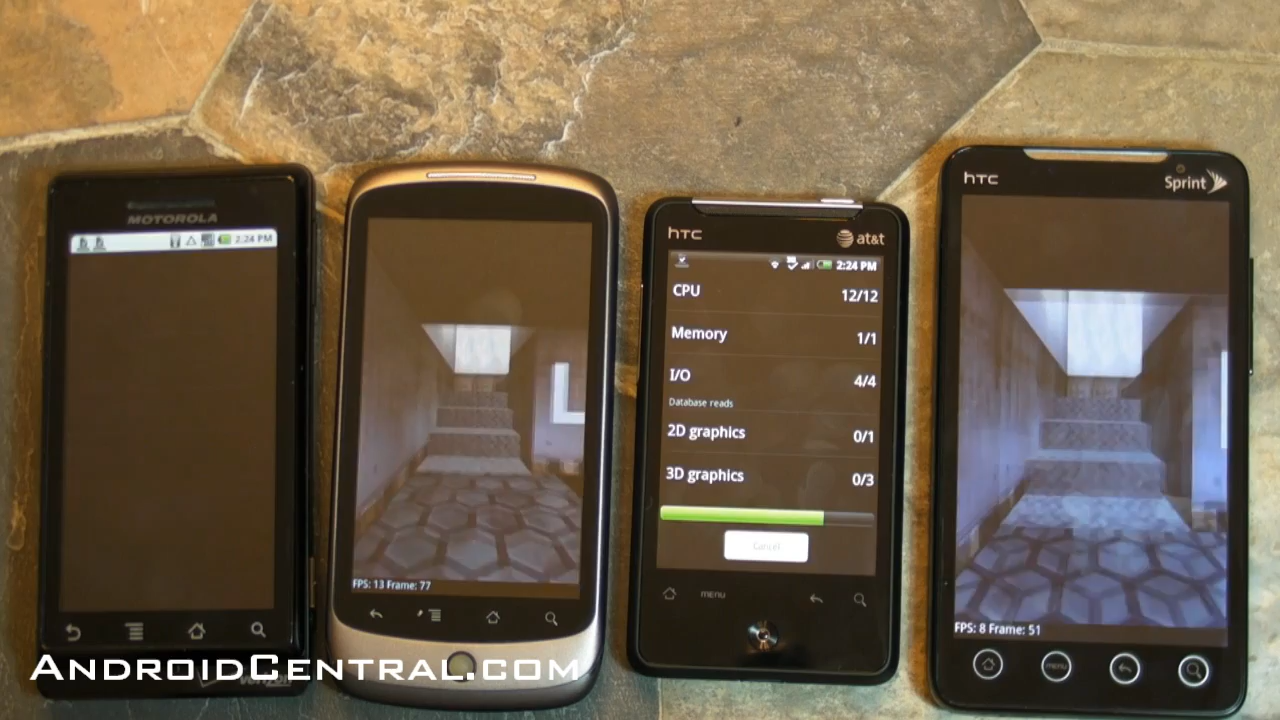 MOTOROLA
2:24 PM
FPS: 13 Frame: 77
hTC
at&t
2:24 PM
CPU 12/12
Memory 1/1
I/O 4/4
Database reads
2D graphics 0/1
3D graphics 0/3
Cancel
MENU
hTC
Sprint
FPS: 8 Frame: 51
MENU
ANDROIDCENTRAL.COM
verizon